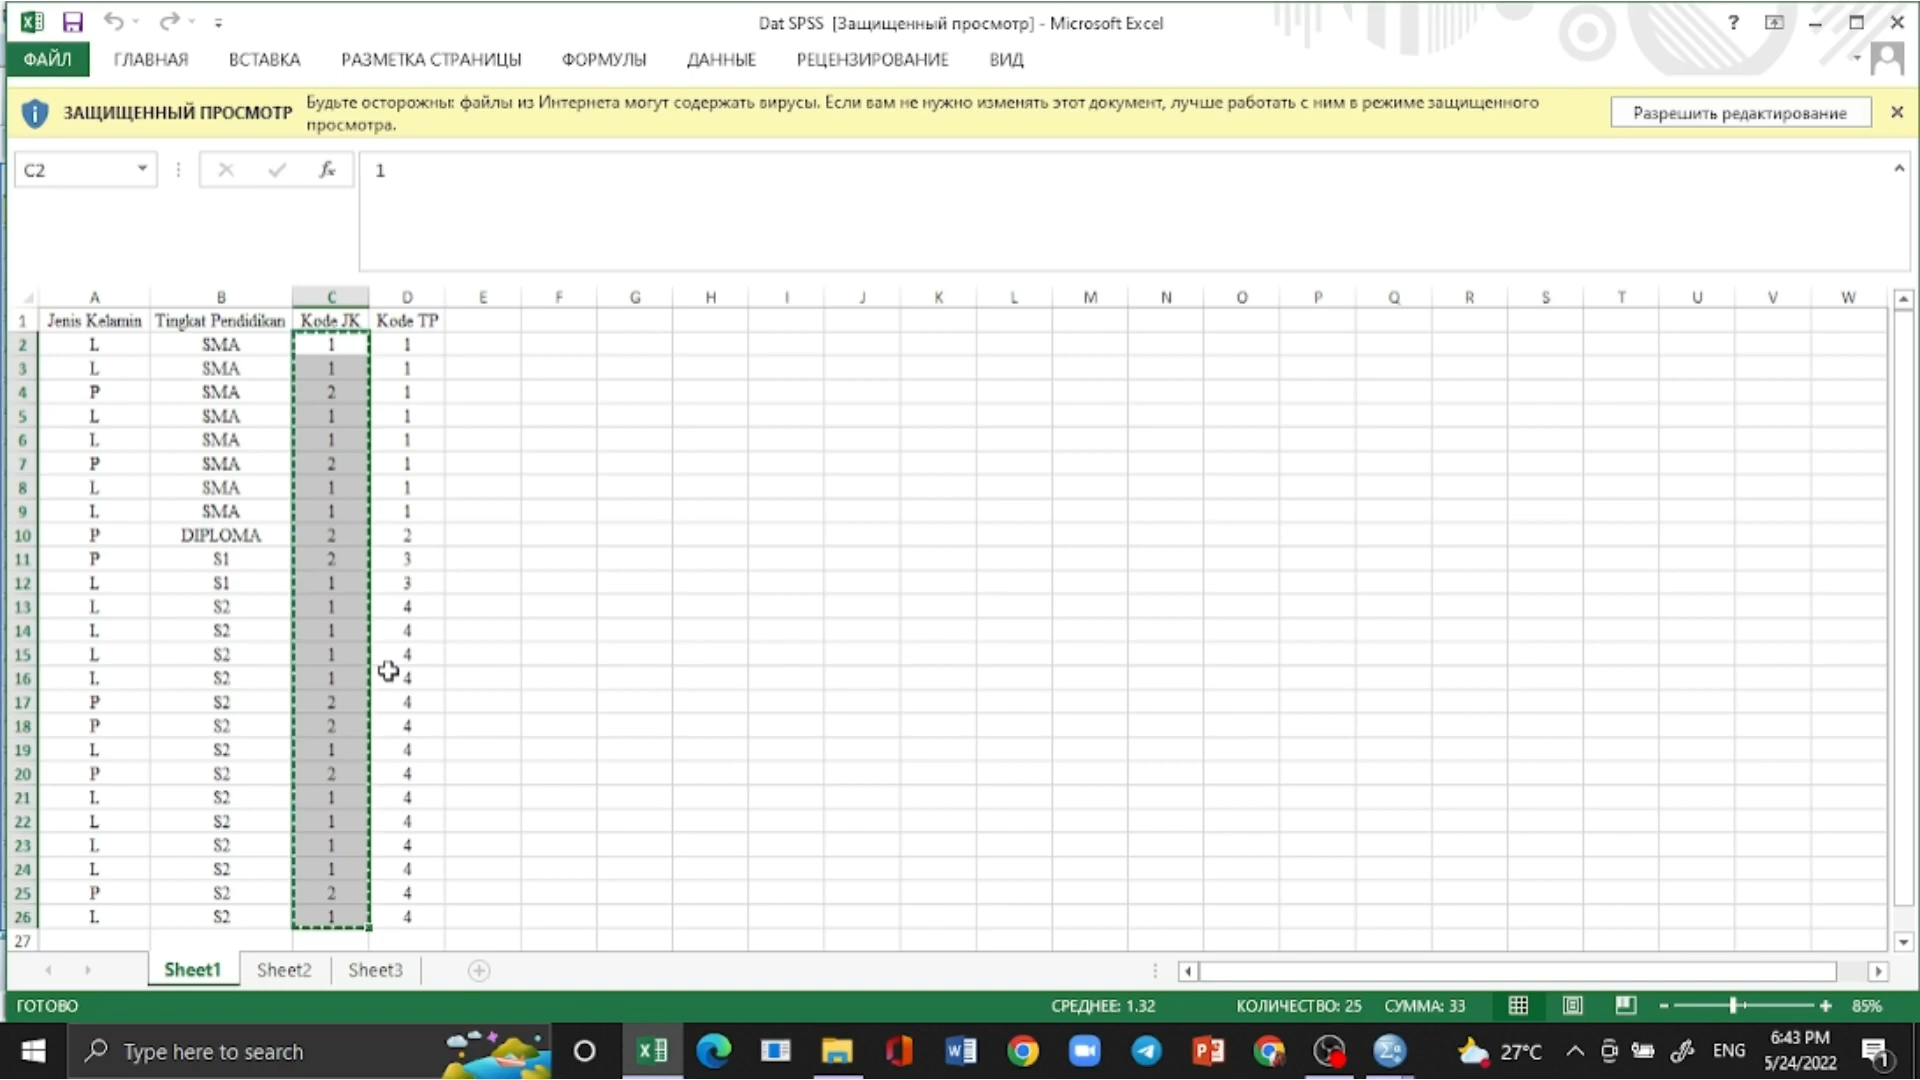 Dat SPSS [Защищенный просмотр] - Microsoft Excel
ФАЙЛ ГЛАВНАЯ ВСТАВКА РАЗМЕТКА СТРАНИЦЫ ФОРМУЛЫ ДАННЫЕ РЕЦЕНЗИРОВАНИЕ ВИД
ЗАЩИЩЕННЫЙ ПРОСМОТР Будьте осторожны: файлы из Интернета могут содержать вирусы. Если вам не нужно изменять этот документ, лучше работать с ним в режиме защищенного
просмотра.
Разрешить редактирование
C2 fx 1
A B C D E F G H I J K L M N O P Q R S T U V W
1 Jenis Kelamin Tingkat Pendidikan Kode JK Kode TP
2 L SMA 1 1
3 L SMA 1 1
4 P SMA 2 1
5 L SMA 1 1
6 L SMA 1 1
7 P SMA 2 1
8 L SMA 1 1
9 L SMA 1 1
10 P DIPLOMA 2 2
11 P S1 2 3
12 L S1 1 3
13 L S2 1 4
14 L S2 1 4
15 L S2 1 4
16 L S2 1 4
17 P S2 2 4
18 P S2 2 4
19 L S2 1 4
20 P S2 2 4
21 L S2 1 4
22 L S2 1 4
23 L S2 1 4
24 L S2 1 4
25 P S2 2 4
26 L S2 1 4
27
Sheet1 Sheet2 Sheet3
ГОТОВО СРЕДНЕЕ: 1.32 КОЛИЧЕСТВО: 25 СУММА: 33 85%
Type here to search 27°C ENG 6:43 PM
5/24/2022 1